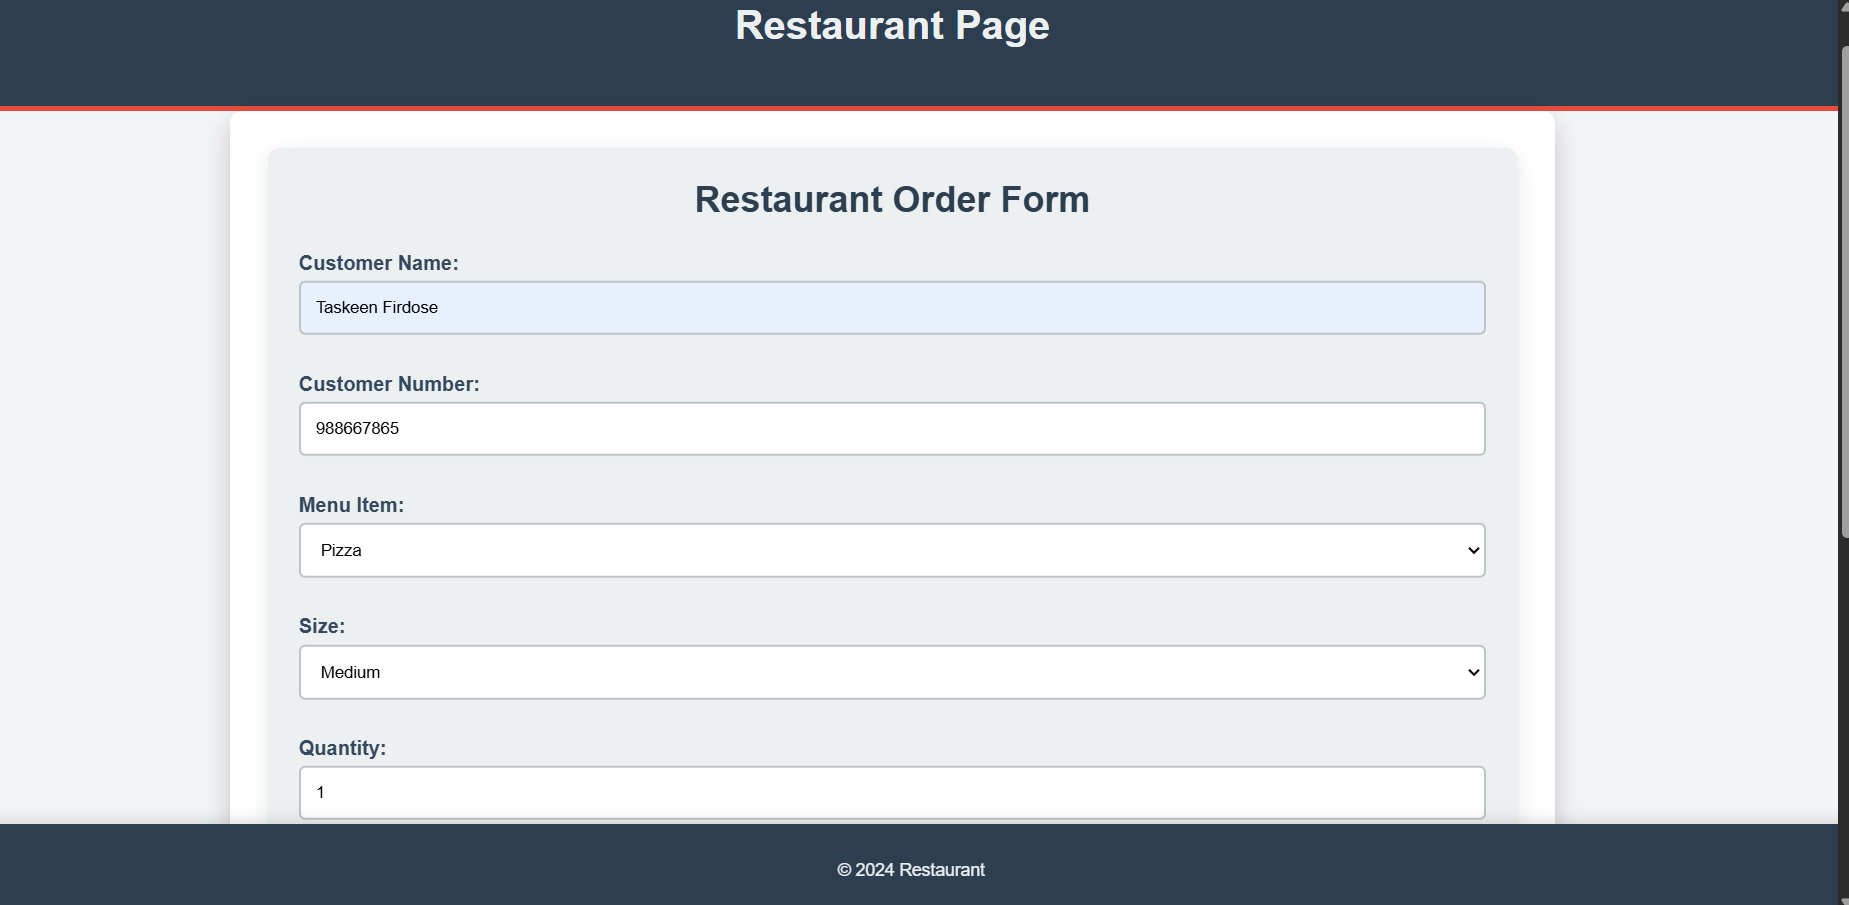 Restaurant Page
Restaurant Order Form
Customer Name:
Taskeen Firdose
Customer Number:
988667865
Menu Item:
Pizza
Size:
Medium
Quantity:
1
© 2024 Restaurant